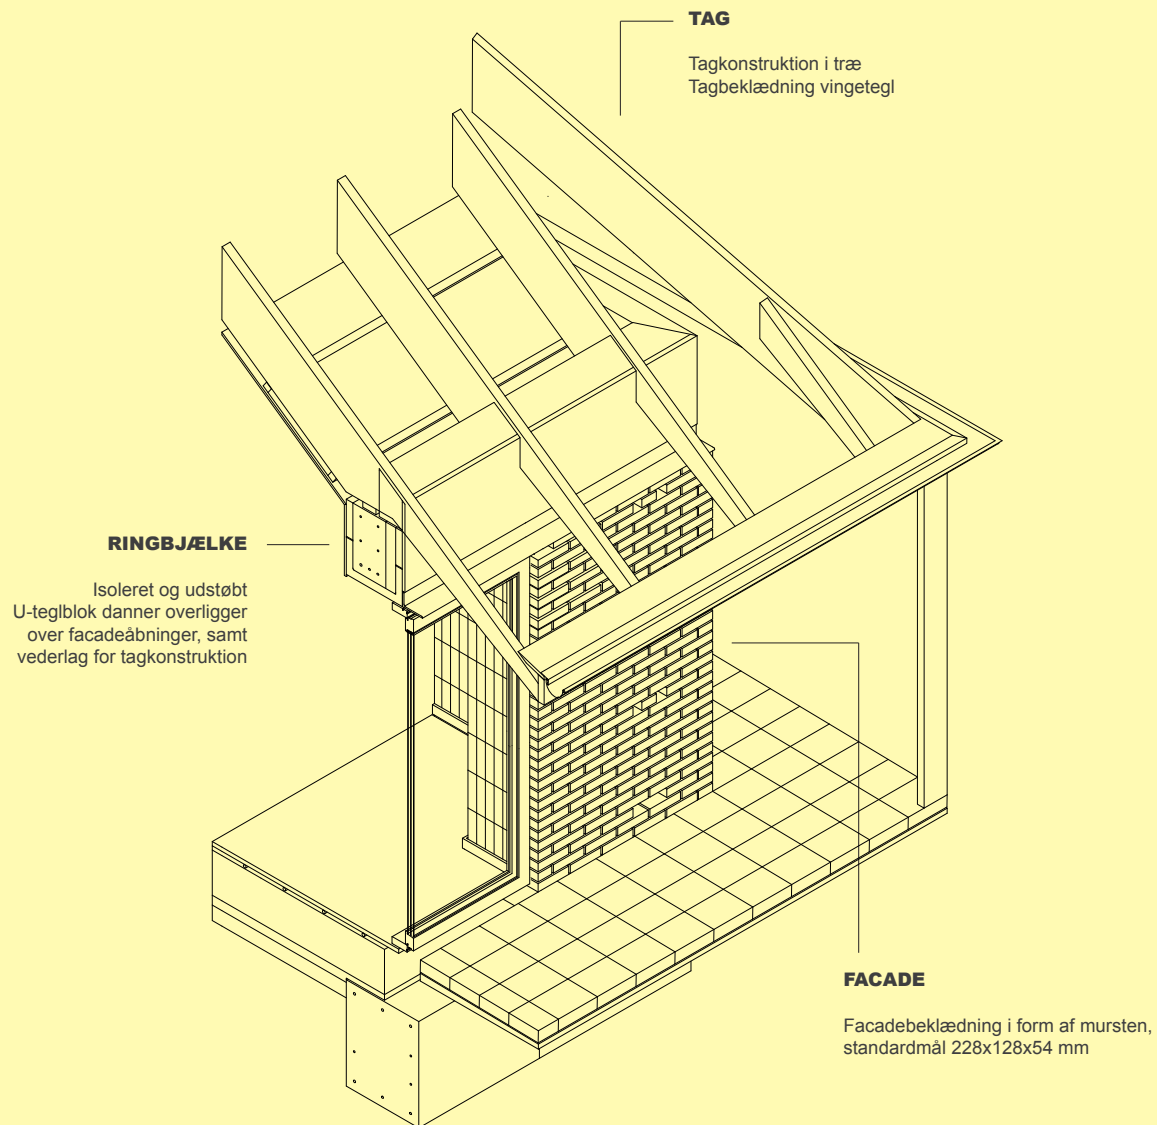 TAG
Tagkonstruktion i træ
Tagbeklædning vingetegl
RINGBJÆLKE
Isoleret og udstøbt
U-teglblok danner overligger
over facadeåbninger, samt
vederlag for tagkonstruktion
FACADE
Facadebeklædning i form af mursten,
standardmål 228x128x54 mm